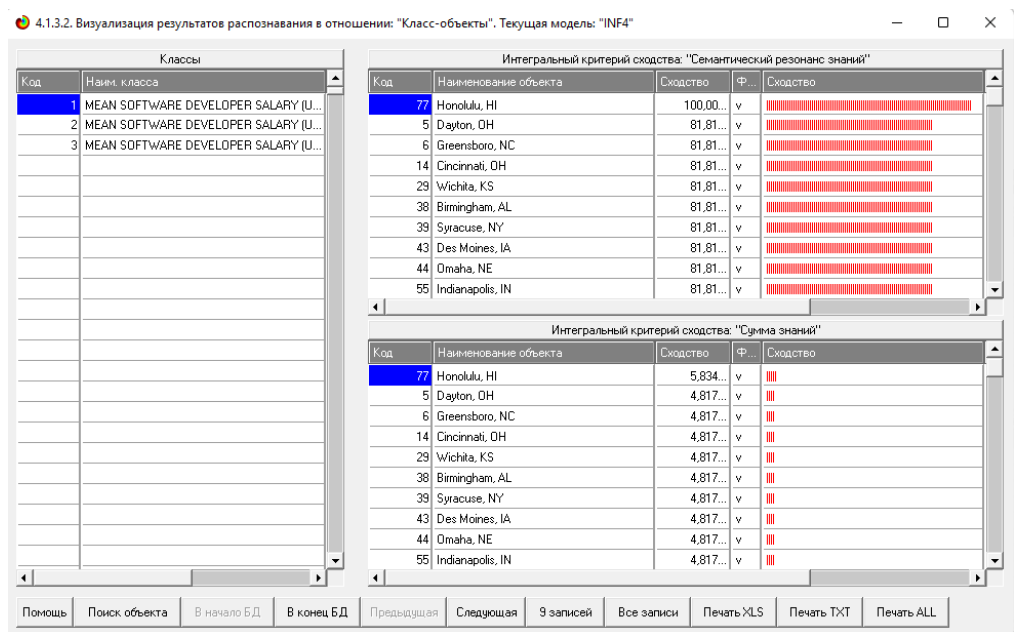 4.1.3.2. Визуализация результатов распознавания в отношении: "Класс-объекты". Текущая модель: "INF4"
Классы
Код Наим. класса
1 MEAN SOFTWARE DEVELOPER SALARY (U...
2 MEAN SOFTWARE DEVELOPER SALARY (U...
3 MEAN SOFTWARE DEVELOPER SALARY (U...
Интегральный критерий сходства: "Семантический резонанс знаний"
Код Наименование объекта Сходство Ф... Сходство
77 Honolulu, HI 100,00... v
5 Dayton, OH 81,81... v
6 Greensboro, NC 81,81... v
14 Cincinnati, OH 81,81... v
29 Wichita, KS 81,81... v
38 Birmingham, AL 81,81... v
39 Syracuse, NY 81,81... v
43 Des Moines, IA 81,81... v
44 Omaha, NE 81,81... v
55 Indianapolis, IN 81,81... v
Интегральный критерий сходства: "Сумма знаний"
Код Наименование объекта Сходство Ф... Сходство
77 Honolulu, HI 5,834... v
5 Dayton, OH 4,817... v
6 Greensboro, NC 4,817... v
14 Cincinnati, OH 4,817... v
29 Wichita, KS 4,817... v
38 Birmingham, AL 4,817... v
39 Syracuse, NY 4,817... v
43 Des Moines, IA 4,817... v
44 Omaha, NE 4,817... v
55 Indianapolis, IN 4,817... v
Помощь Поиск объекта В начало БД В конец БД Предыдущая Следующая 9 записей Все записи Печать XLS Печать TXT Печать ALL